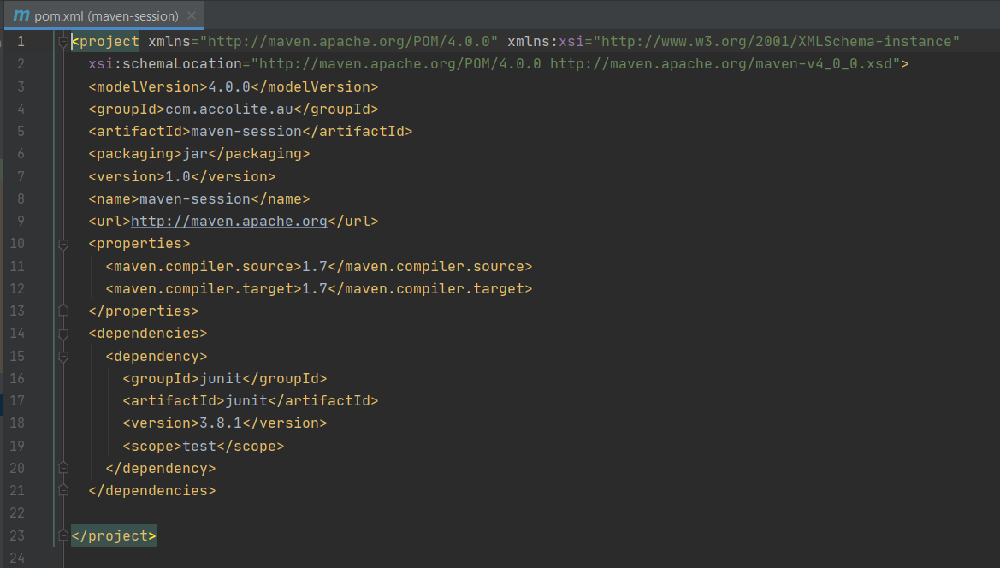 m pom.xml (maven-session) ×
1 <project xmlns="http://maven.apache.org/POM/4.0.0" xmlns:xsi="http://www.w3.org/2001/XMLSchema-instance"
2   xsi:schemaLocation="http://maven.apache.org/POM/4.0.0 http://maven.apache.org/maven-v4_0_0.xsd">
3   <modelVersion>4.0.0</modelVersion>
4   <groupId>com.accolite.au</groupId>
5   <artifactId>maven-session</artifactId>
6   <packaging>jar</packaging>
7   <version>1.0</version>
8   <name>maven-session</name>
9   <url>http://maven.apache.org</url>
10   <properties>
11     <maven.compiler.source>1.7</maven.compiler.source>
12     <maven.compiler.target>1.7</maven.compiler.target>
13   </properties>
14   <dependencies>
15     <dependency>
16       <groupId>junit</groupId>
17       <artifactId>junit</artifactId>
18       <version>3.8.1</version>
19       <scope>test</scope>
20     </dependency>
21   </dependencies>
22
23 </project>
24